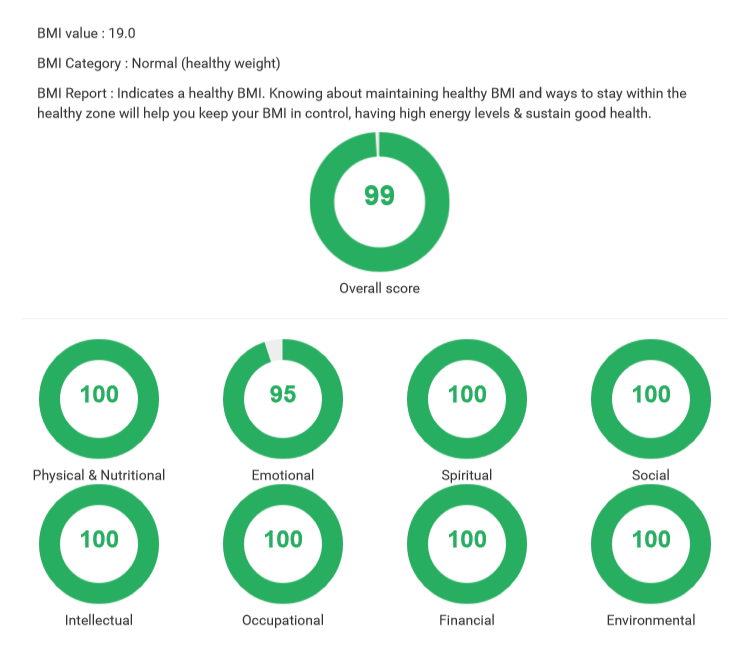 BMI value : 19.0
BMI Category : Normal (healthy weight)
BMI Report : Indicates a healthy BMI. Knowing about maintaining healthy BMI and ways to stay within the
healthy zone will help you keep your BMI in control, having high energy levels & sustain good health.
99
Overall score
100 95 100 100
Physical & Nutritional Emotional Spiritual Social
100 100 100 100
Intellectual Occupational Financial Environmental